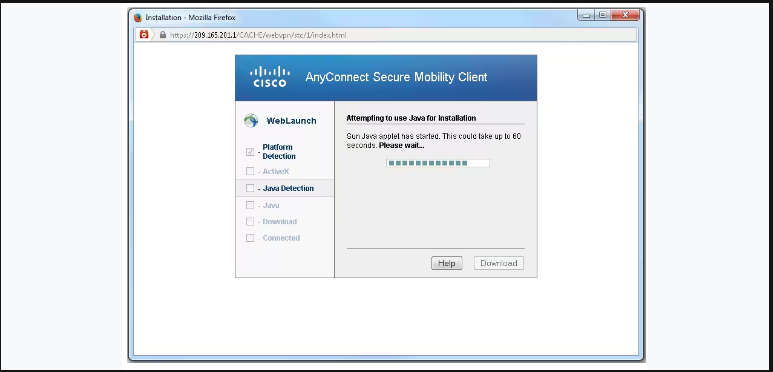 Installation - Mozilla Firefox
https://209.165.201.1/CACHE/webvpn/stc/1/index.html
CISCO
AnyConnect Secure Mobility Client
WebLaunch
- Platform
Detection
- ActiveX
- Java Detection
- Java
- Download
- Connected
Attempting to use Java for Installation
Sun Java applet has started. This could take up to 60
seconds. Please wait...
Help
Download